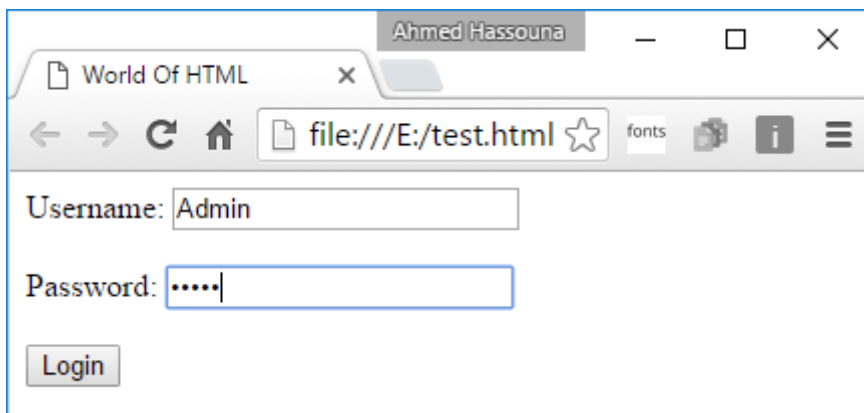 Ahmed Hassouna
World Of HTML
file:///E:/test.html fonts i
Username: Admin
Password: •••••
Login